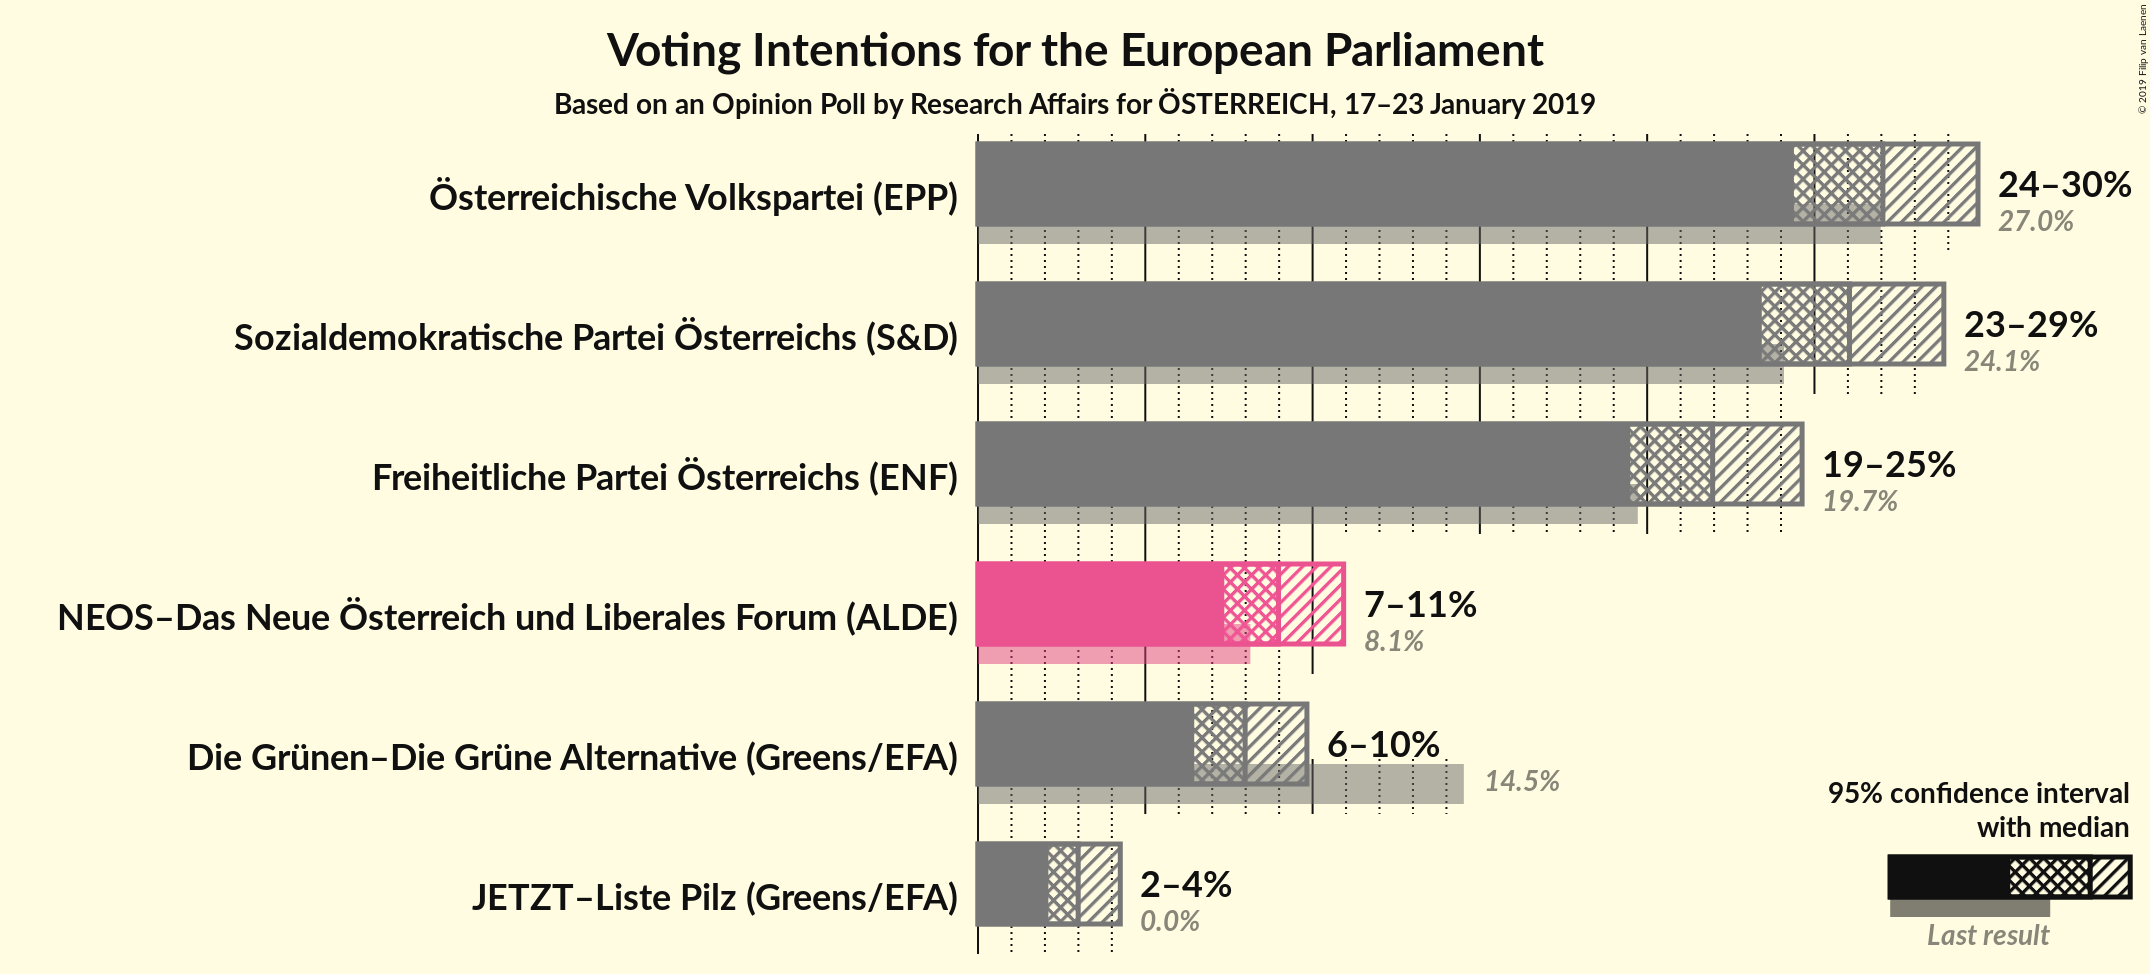 Voting Intentions for the European Parliament
Based on an Opinion Poll by Research Affairs for ÖSTERREICH, 17–23 January 2019
© 2019 Filip van Laenen
Österreichische Volkspartei (EPP)
24–30%
27.0%
Sozialdemokratische Partei Österreichs (S&D)
23–29%
24.1%
Freiheitliche Partei Österreichs (ENF)
19–25%
19.7%
NEOS–Das Neue Österreich und Liberales Forum (ALDE)
7–11%
8.1%
Die Grünen–Die Grüne Alternative (Greens/EFA)
6–10%
14.5%
JETZT–Liste Pilz (Greens/EFA)
2–4%
0.0%
95% confidence interval
with median
Last result